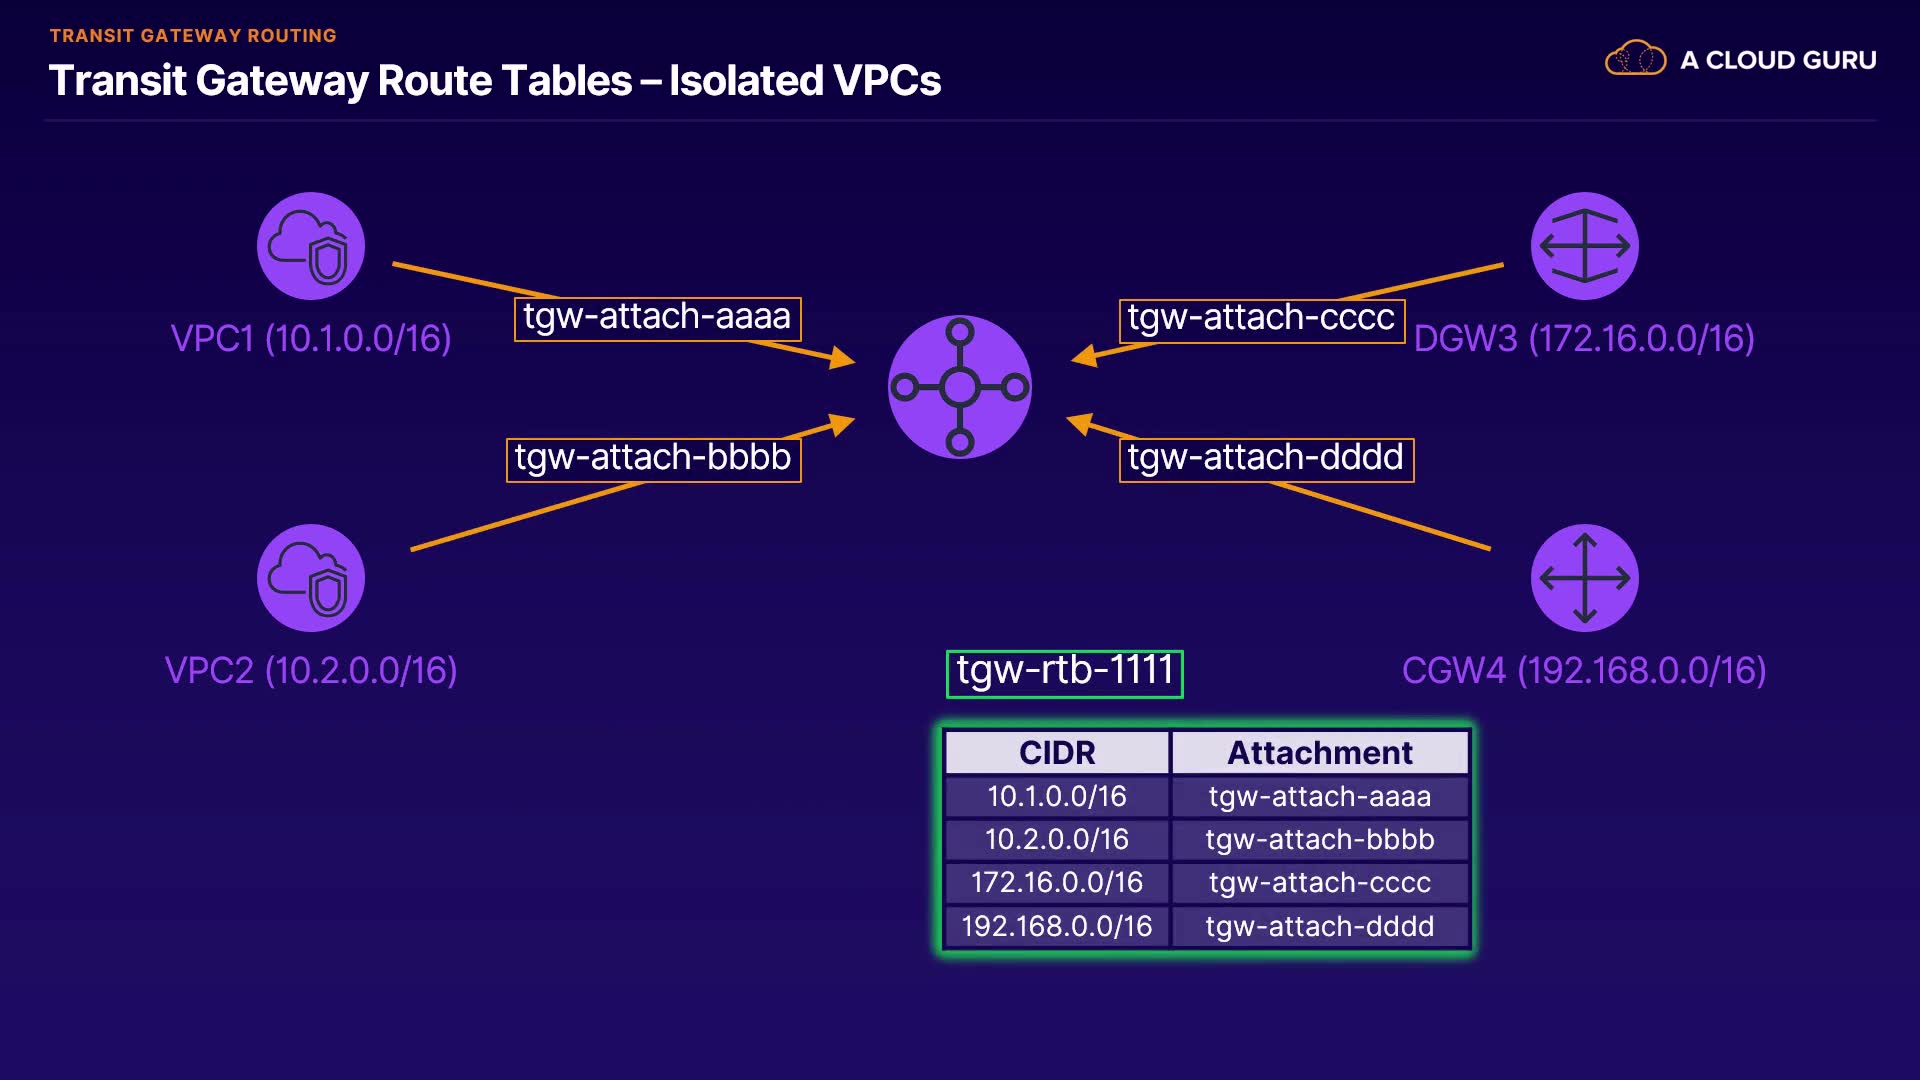 TRANSIT GATEWAY ROUTING
Transit Gateway Route Tables – Isolated VPCs
A CLOUD GURU
tgw-attach-aaaa
tgw-attach-cccc
VPC1 (10.1.0.0/16)
DGW3 (172.16.0.0/16)
tgw-attach-bbbb
tgw-attach-dddd
VPC2 (10.2.0.0/16)
tgw-rtb-1111
CGW4 (192.168.0.0/16)
CIDR Attachment
10.1.0.0/16 tgw-attach-aaaa
10.2.0.0/16 tgw-attach-bbbb
172.16.0.0/16 tgw-attach-cccc
192.168.0.0/16 tgw-attach-dddd